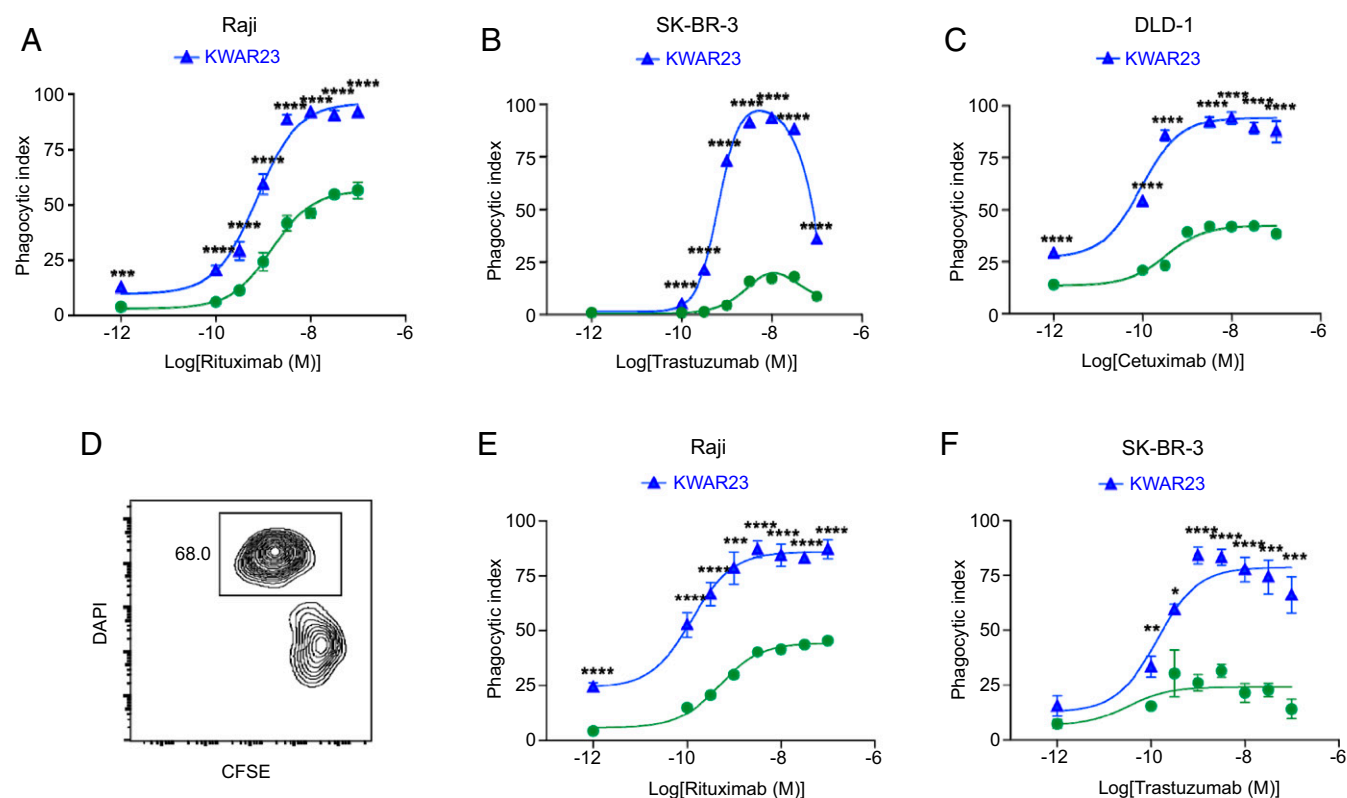 A
Raji
KWAR23
***
****
****
****
****
****
****
****
100
75
50
25
0
Phagocytic index
-12
-10
-8
-6
Log[Rituximab (M)]
B
SK-BR-3
KWAR23
****
****
****
****
****
****
****
100
75
50
25
0
Phagocytic index
-12
-10
-8
-6
Log[Trastuzumab (M)]
C
DLD-1
KWAR23
****
****
****
****
****
****
****
100
75
50
25
0
Phagocytic index
-12
-10
-8
-6
Log[Cetuximab (M)]
D
68.0
DAPI
CFSE
E
Raji
KWAR23
****
****
****
***
****
****
****
****
100
75
50
25
0
Phagocytic index
-12
-10
-8
-6
Log[Rituximab (M)]
F
SK-BR-3
KWAR23
**
*
****
****
****
***
***
100
75
50
25
0
Phagocytic index
-12
-10
-8
-6
Log[Trastuzumab (M)]